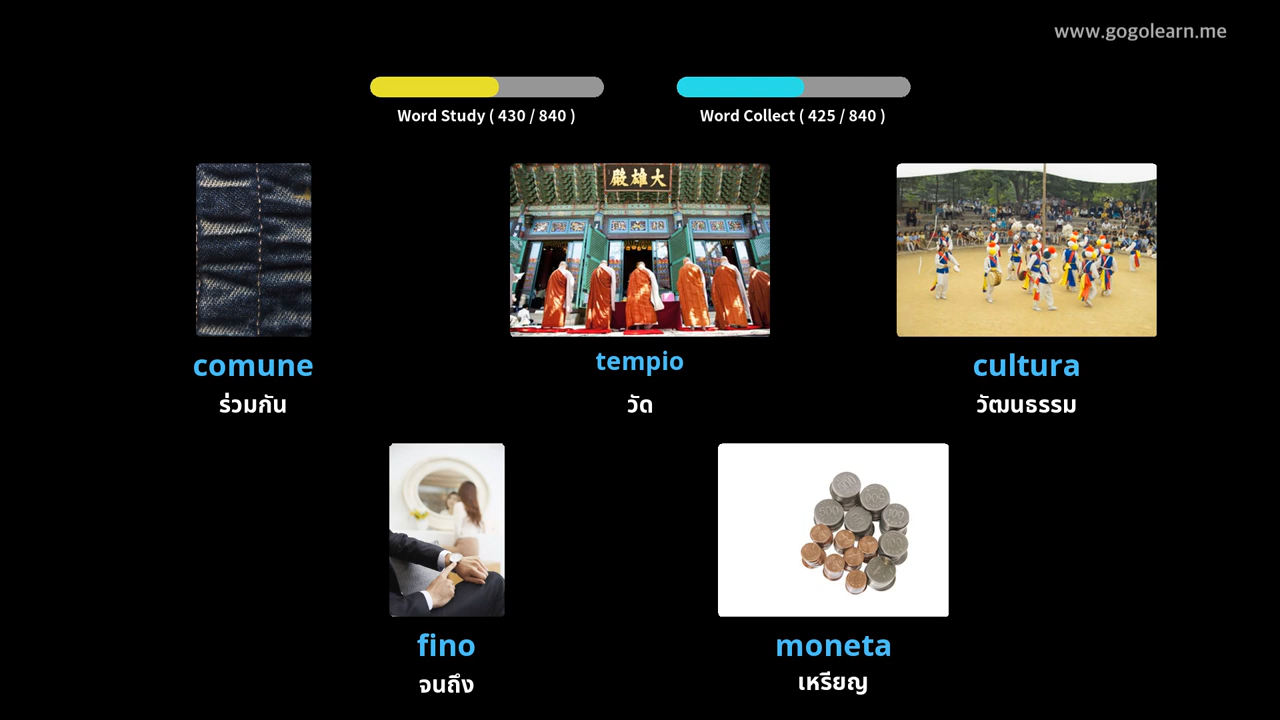 www.gogolearn.me
Word Study ( 430 / 840 )
Word Collect ( 425 / 840 )
大雄殿
comune
ร่วมกัน
tempio
วัด
cultura
วัฒนธรรม
fino
จนถึง
moneta
เหรียญ